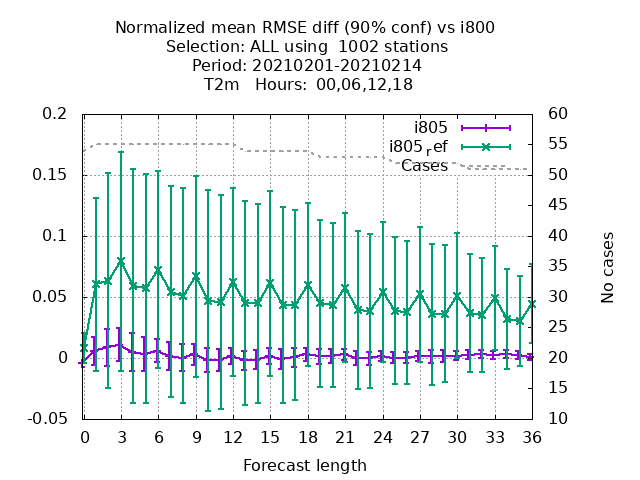 Normalized mean RMSE diff (90% conf) vs i800
Selection: ALL using  1002 stations
Period: 20210201-20210214
T2m   Hours:  00,06,12,18
0.2
0.15
0.1
0.05
0
-0.05
60
55
50
45
40
35
30
25
20
15
10
i805
i805ref
Cases
No cases
0 3 6 9 12 15 18 21 24 27 30 33 36
Forecast length